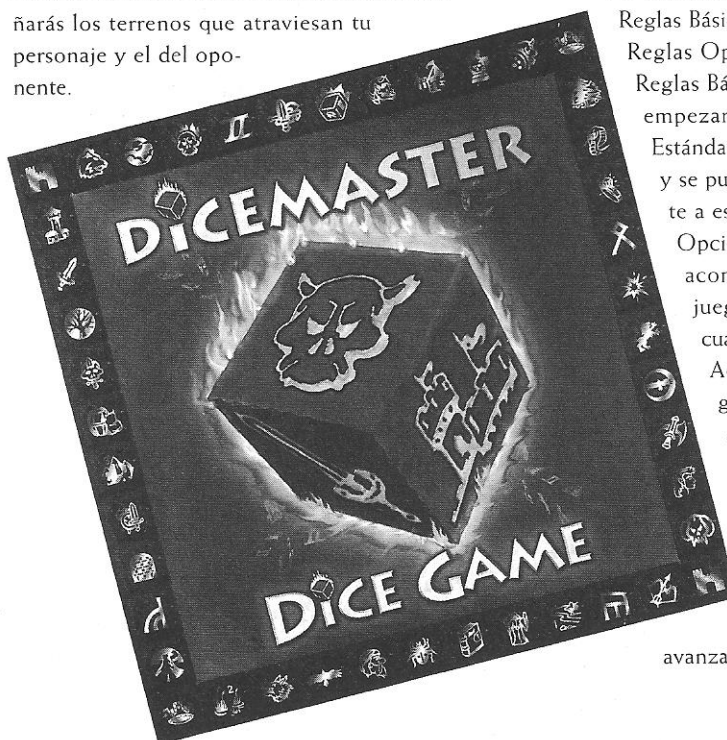 ñarás los terrenos que atraviesan tu
personaje y el del opo-
nente.
DICEMASTER
DICE GAME
Reglas Bási
Reglas Op
Reglas Bá
empezar
Estánda
y se pu
te a es
Opci
acor
jueg
cua
A
g
avanza